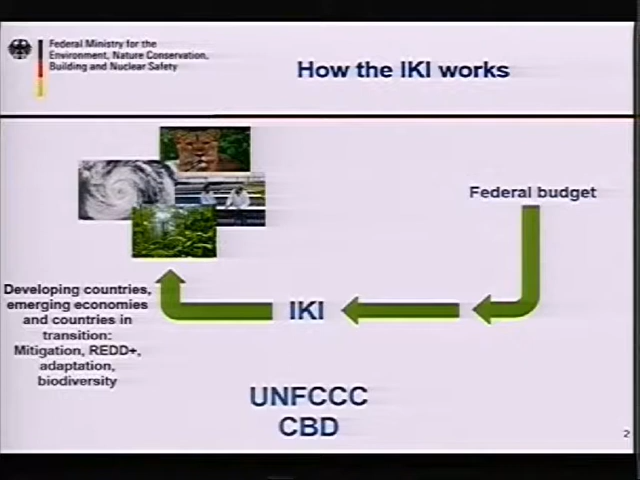 Federal Ministry for the
Environment, Nature Conservation,
Building and Nuclear Safety
How the IKI works
Federal budget
Developing countries,
emerging economies
and countries in
transition:
Mitigation, REDD+,
adaptation,
biodiversity
IKI
UNFCCC
CBD
2